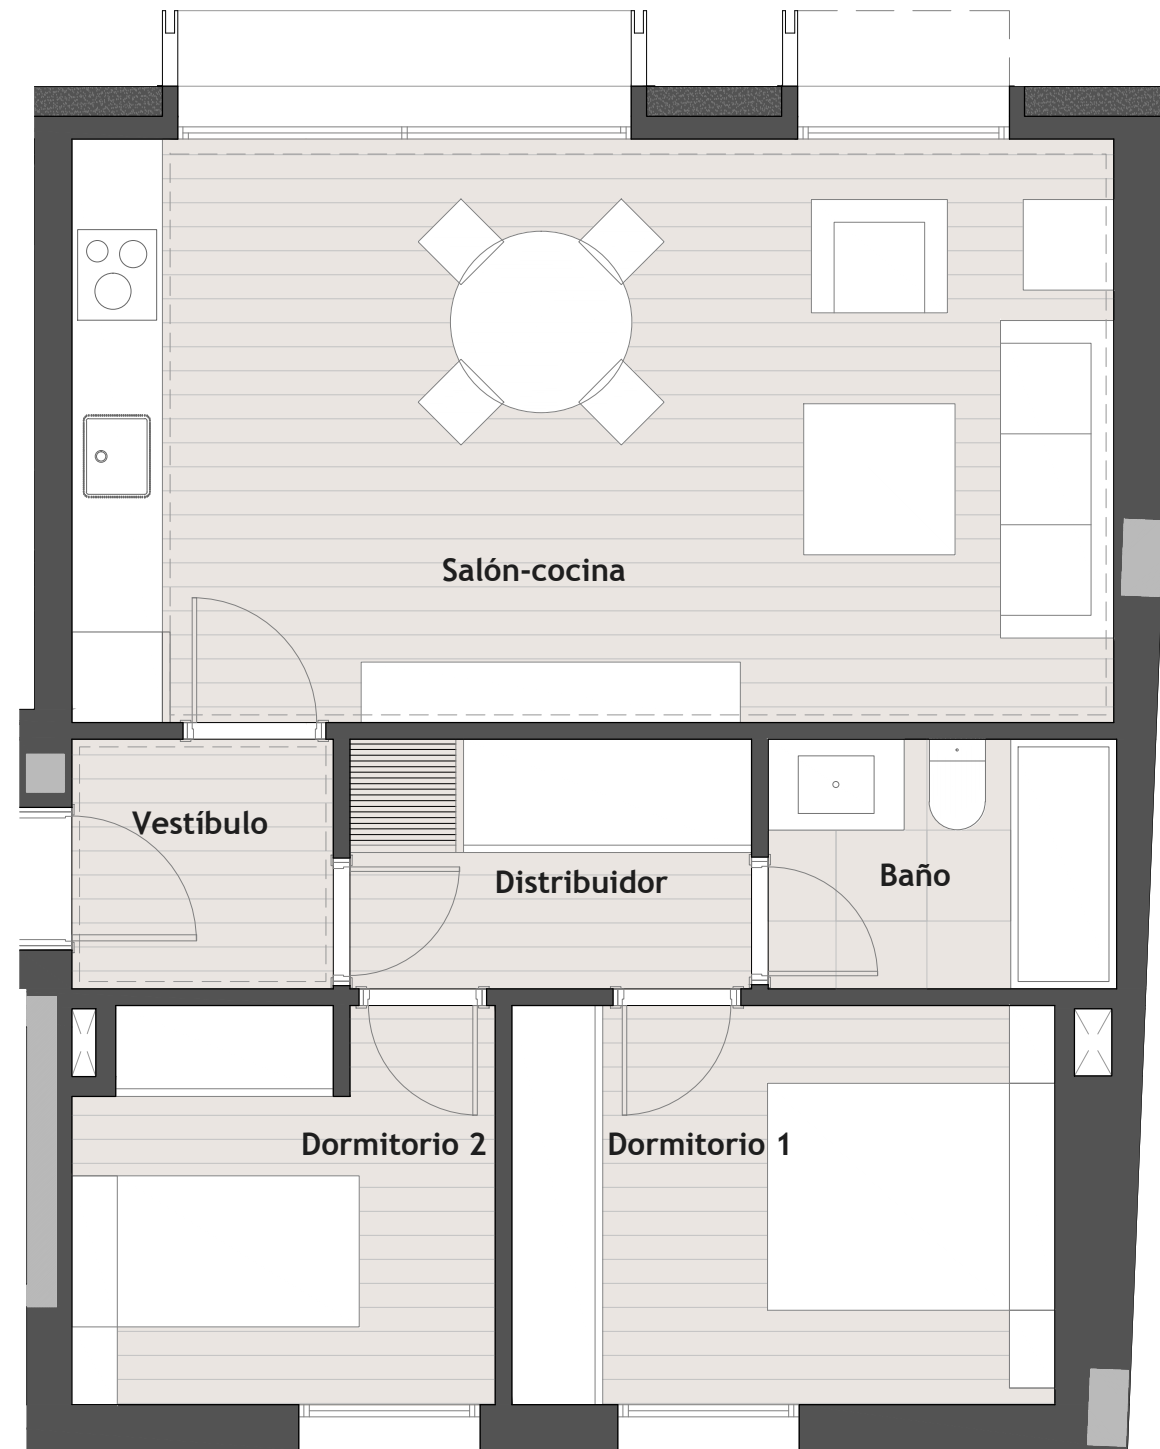 Salón-cocina
Vestíbulo
Distribuidor
Baño
Dormitorio 2
Dormitorio 1